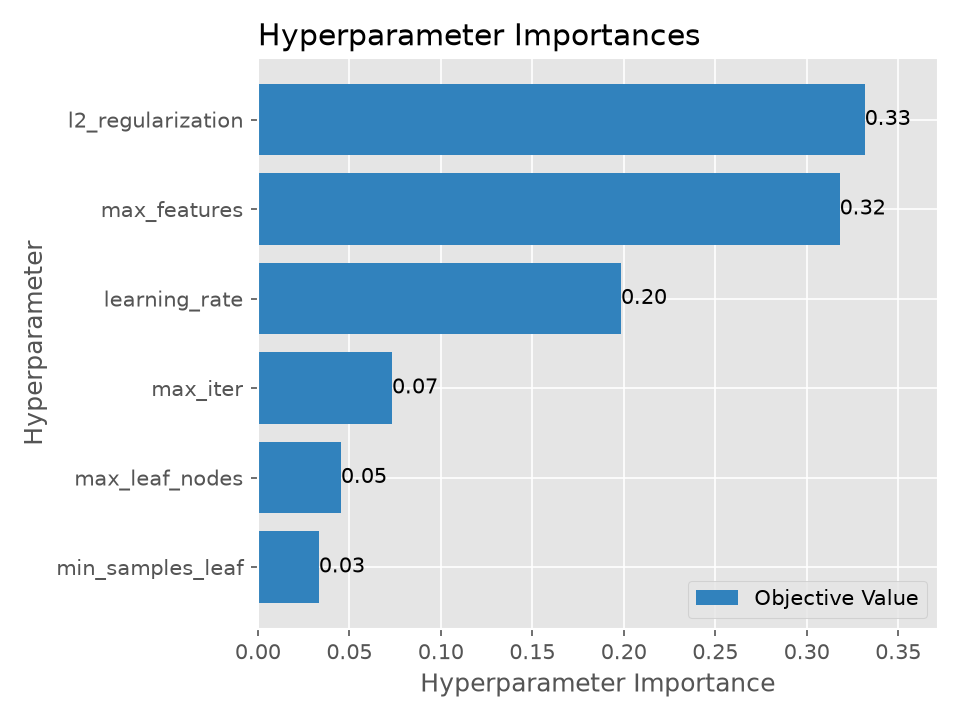 Hyperparameter Importances
Hyperparameter
l2_regularization
0.33
max_features
0.32
learning_rate
0.20
max_iter
0.07
max_leaf_nodes
0.05
min_samples_leaf
0.03
Objective Value
0.00 0.05 0.10 0.15 0.20 0.25 0.30 0.35
Hyperparameter Importance